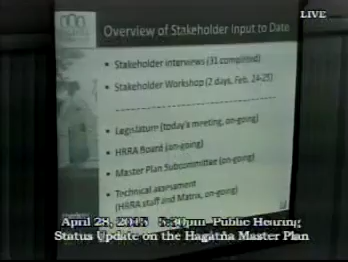 LIVE
Overview of Stakeholder Input to Date
• Stakeholder interviews (31 completed)
• Stakeholder Workshop (2 days, Feb. 24-25)
• Legislature (today's meeting, on-going)
• HRRA Board (on-going)
• Master Plan Subcommittee (on-going)
• Technical assessment
(HRRA staff and Matrix, on-going)
April 28, 2015 5:30pm Public Hearing
Status Update on the Hagåtña Master Plan